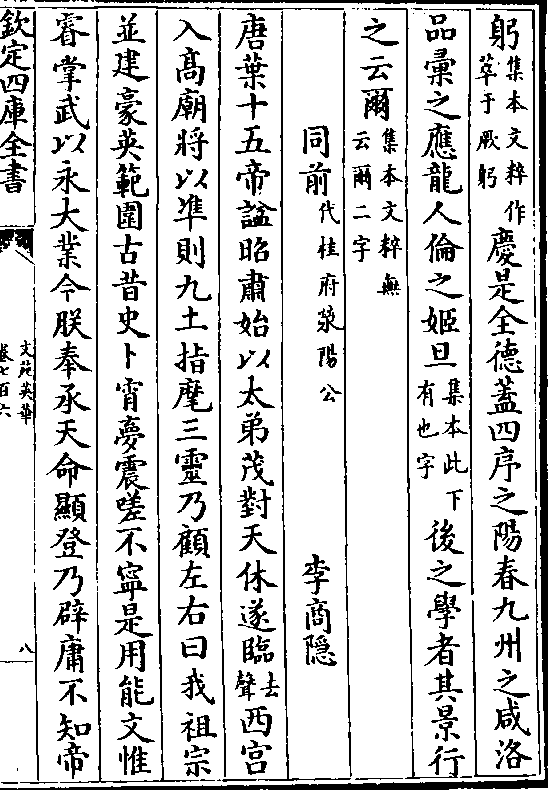 躬集本文粹作萃于厥躬慶是全德蓋四序之陽春九州之咸洛
品彙之應龍人倫之姬旦集本此下有也字後之學者其景行
之云爾集本文粹無云爾二字
同前代桂府滎陽公 李商隱
唐葉十五帝諡昭肅始以太弟茂對天休遂臨去聲西宮
入髙廟將以準則九土指麾三靈乃顧左右曰我祖宗
並建豪英範圍古昔史卜宵夢震嗟不寧是用能文惟
睿掌武以永大業今朕奉承天命顯登乃辟庸不知帝
欽定四庫全書
文苑英華
卷七百六
八